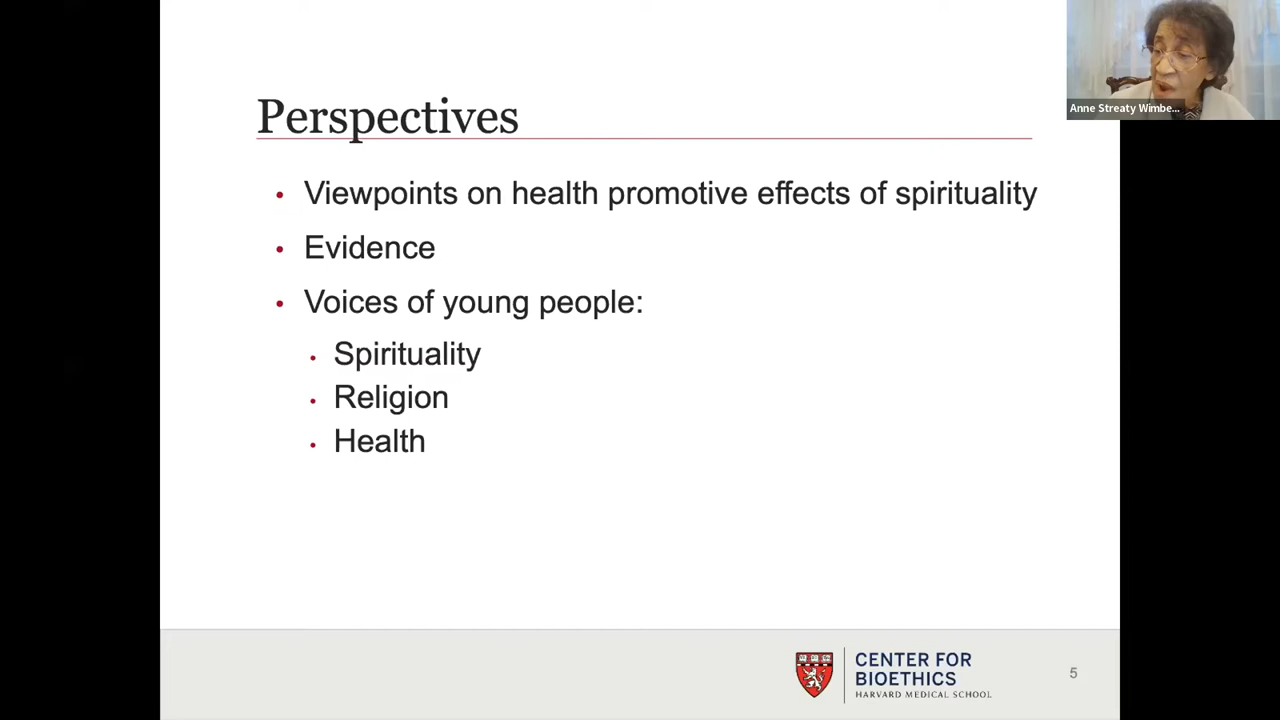 Perspectives
Anne Streaty Wimbe...
• Viewpoints on health promotive effects of spirituality
• Evidence
• Voices of young people:
• Spirituality
• Religion
• Health
CENTER FOR
BIOETHICS
HARVARD MEDICAL SCHOOL
5